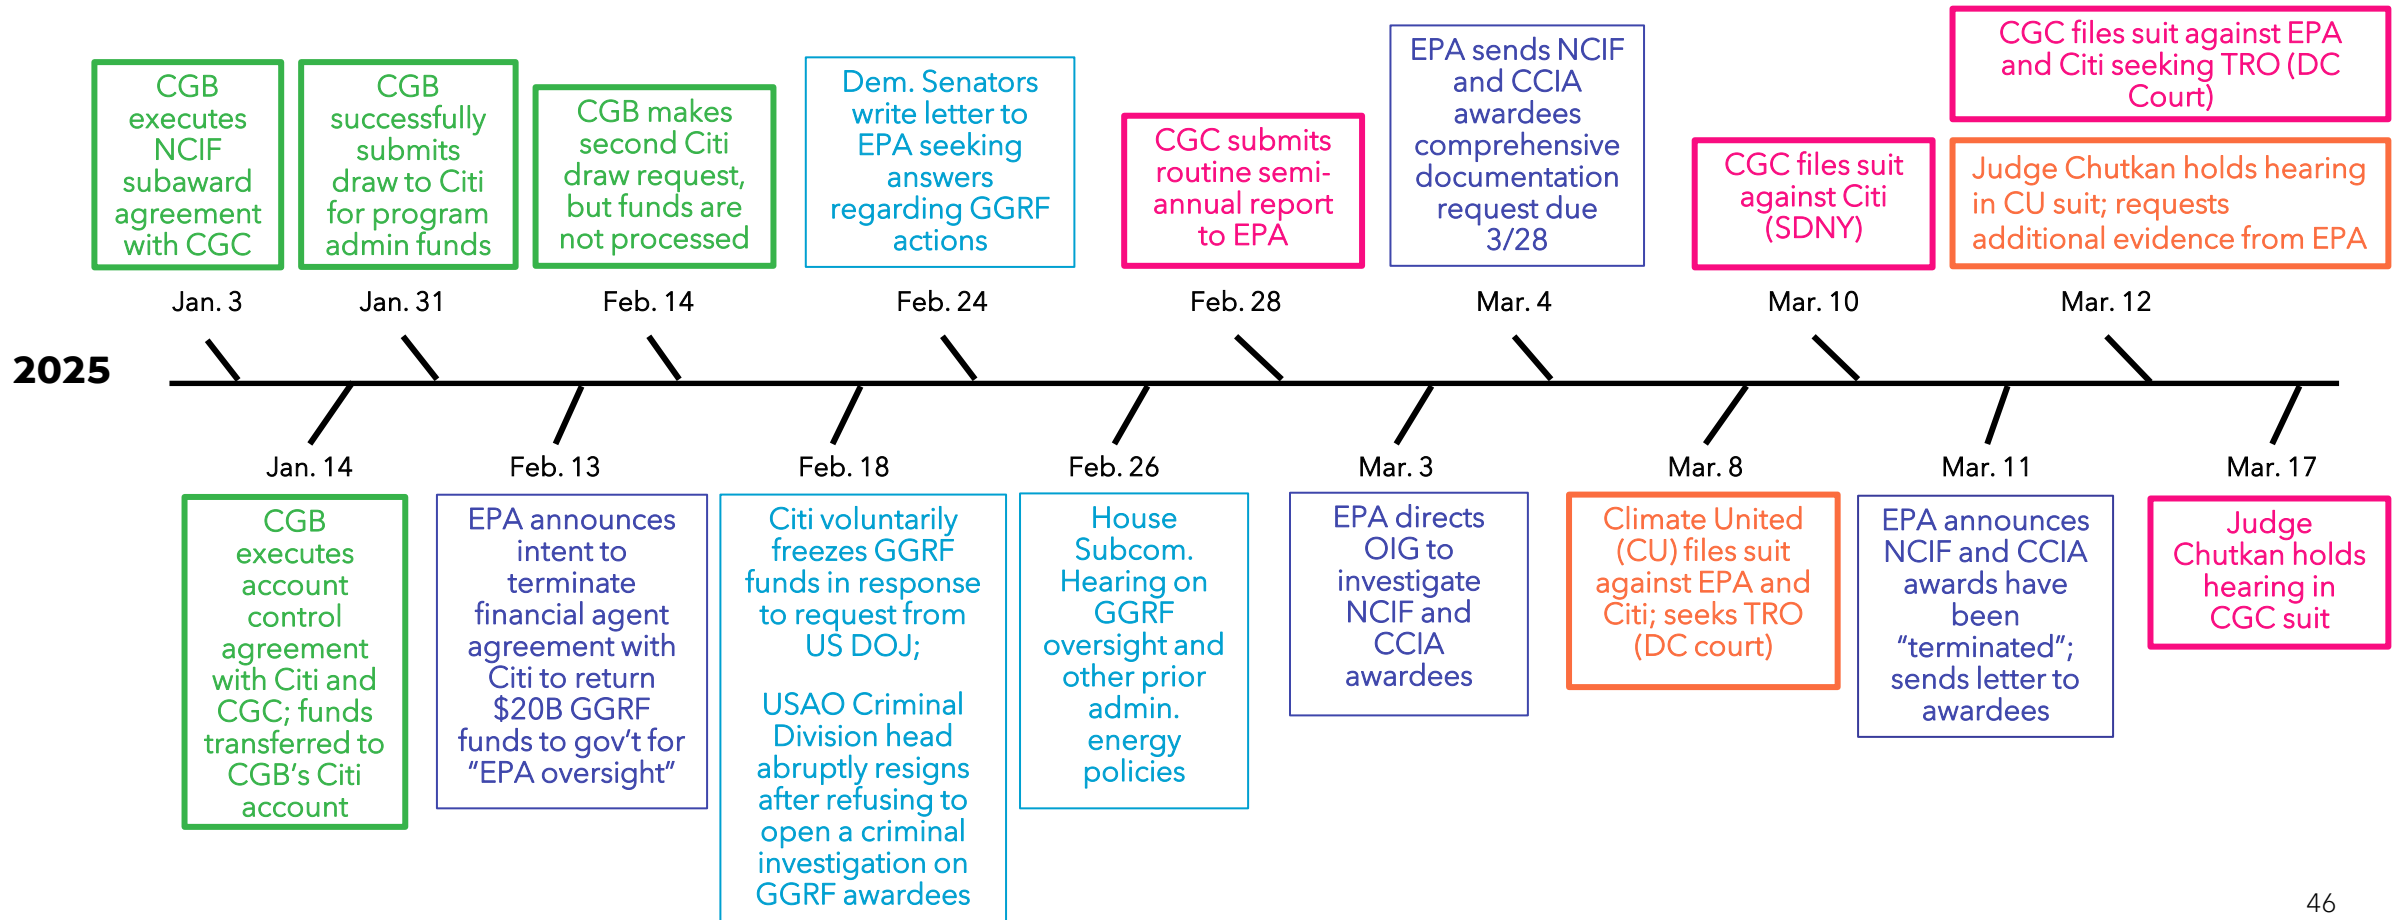 CGB
executes
NCIF
subaward
agreement
with CGC
CGB
successfully
submits
draw to Citi
for program
admin funds
CGB makes
second Citi
draw request,
but funds are
not processed
Dem. Senators
write letter to
EPA seeking
answers
regarding GGRF
actions
CGC submits
routine semi-
annual report
to EPA
EPA sends NCIF
and CCIA
awardees
comprehensive
documentation
request due
3/28
CGC files suit
against Citi
(SDNY)
CGC files suit against EPA
and Citi seeking TRO (DC
Court)
Judge Chutkan holds hearing
in CU suit; requests
additional evidence from EPA
Jan. 3
Jan. 31
Feb. 14
Feb. 24
Feb. 28
Mar. 4
Mar. 10
Mar. 12
2025
Jan. 14
Feb. 13
Feb. 18
Feb. 26
Mar. 3
Mar. 8
Mar. 11
Mar. 17
CGB
executes
account
control
agreement
with Citi and
CGC; funds
transferred to
CGB’s Citi
account
EPA announces
intent to
terminate
financial agent
agreement with
Citi to return
$20B GGRF
funds to gov’t for
“EPA oversight”
Citi voluntarily
freezes GGRF
funds in response
to request from
US DOJ;
USAO Criminal
Division head
abruptly resigns
after refusing to
open a criminal
investigation on
GGRF awardees
House
Subcom.
Hearing on
GGRF
oversight and
other prior
admin.
energy
policies
EPA directs
OIG to
investigate
NCIF and
CCIA
awardees
Climate United
(CU) files suit
against EPA and
Citi; seeks TRO
(DC court)
EPA announces
NCIF and CCIA
awards have
been
“terminated”;
sends letter to
awardees
Judge
Chutkan holds
hearing in
CGC suit
46